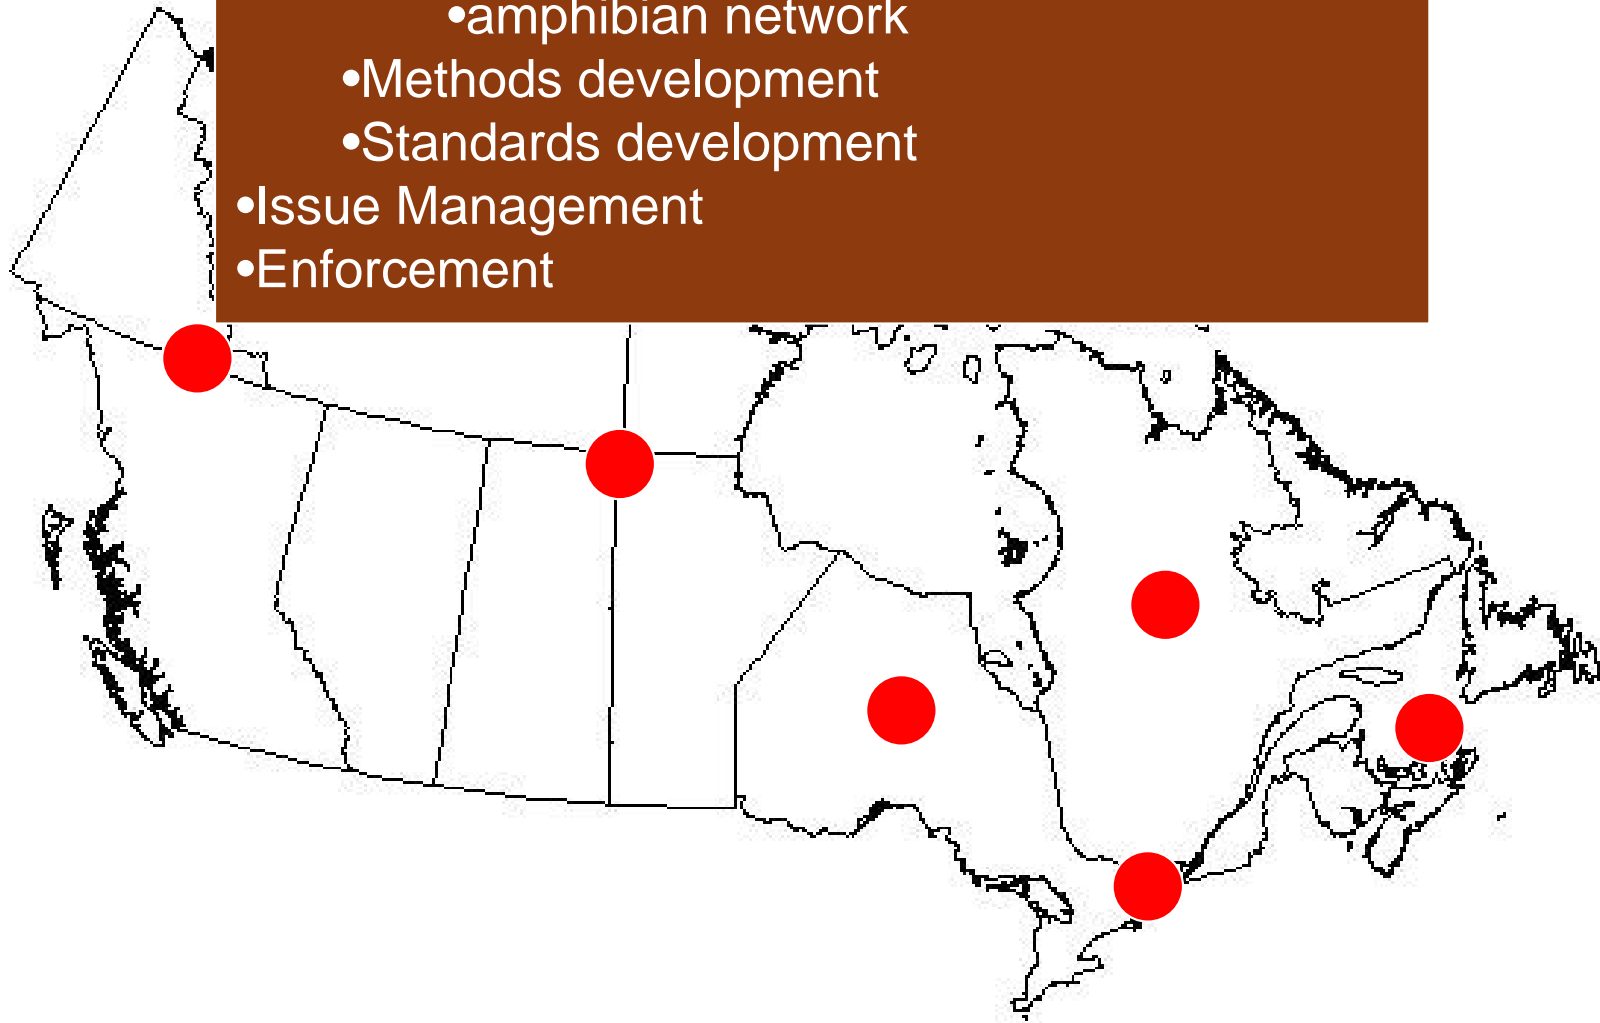 •amphibian network
•Methods development
•Standards development
•Issue Management
•Enforcement